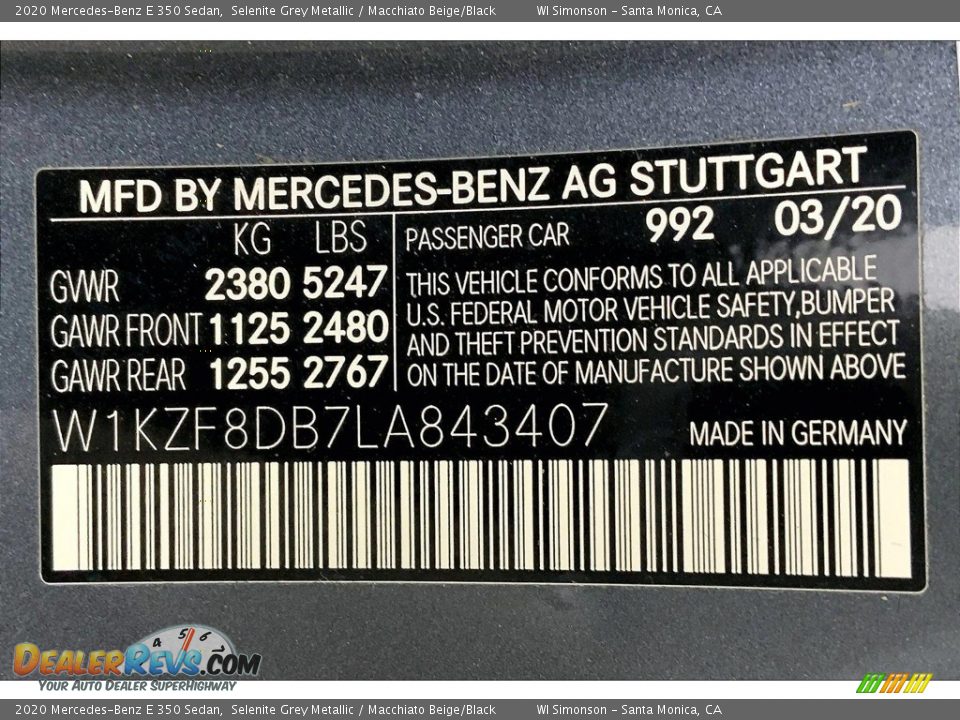 2020 Mercedes-Benz E 350 Sedan,  Selenite Grey Metallic / Macchiato Beige/Black WI Simonson - Santa Monica, CA
MFD BY MERCEDES-BENZ AG STUTTGART
KG LBS
GVWR 2380 5247
GAWR FRONT 1125 2480
GAWR REAR 1255 2767
PASSENGER CAR 992 03/20
THIS VEHICLE CONFORMS TO ALL APPLICABLE
U.S. FEDERAL MOTOR VEHICLE SAFETY,BUMPER
AND THEFT PREVENTION STANDARDS IN EFFECT
ON THE DATE OF MANUFACTURE SHOWN ABOVE
W1KZF8DB7LA843407 MADE IN GERMANY
4 5 6
DealerRevs.com
Your Auto Dealer SuperHighway
2020 Mercedes-Benz E 350 Sedan,  Selenite Grey Metallic / Macchiato Beige/Black WI Simonson - Santa Monica, CA